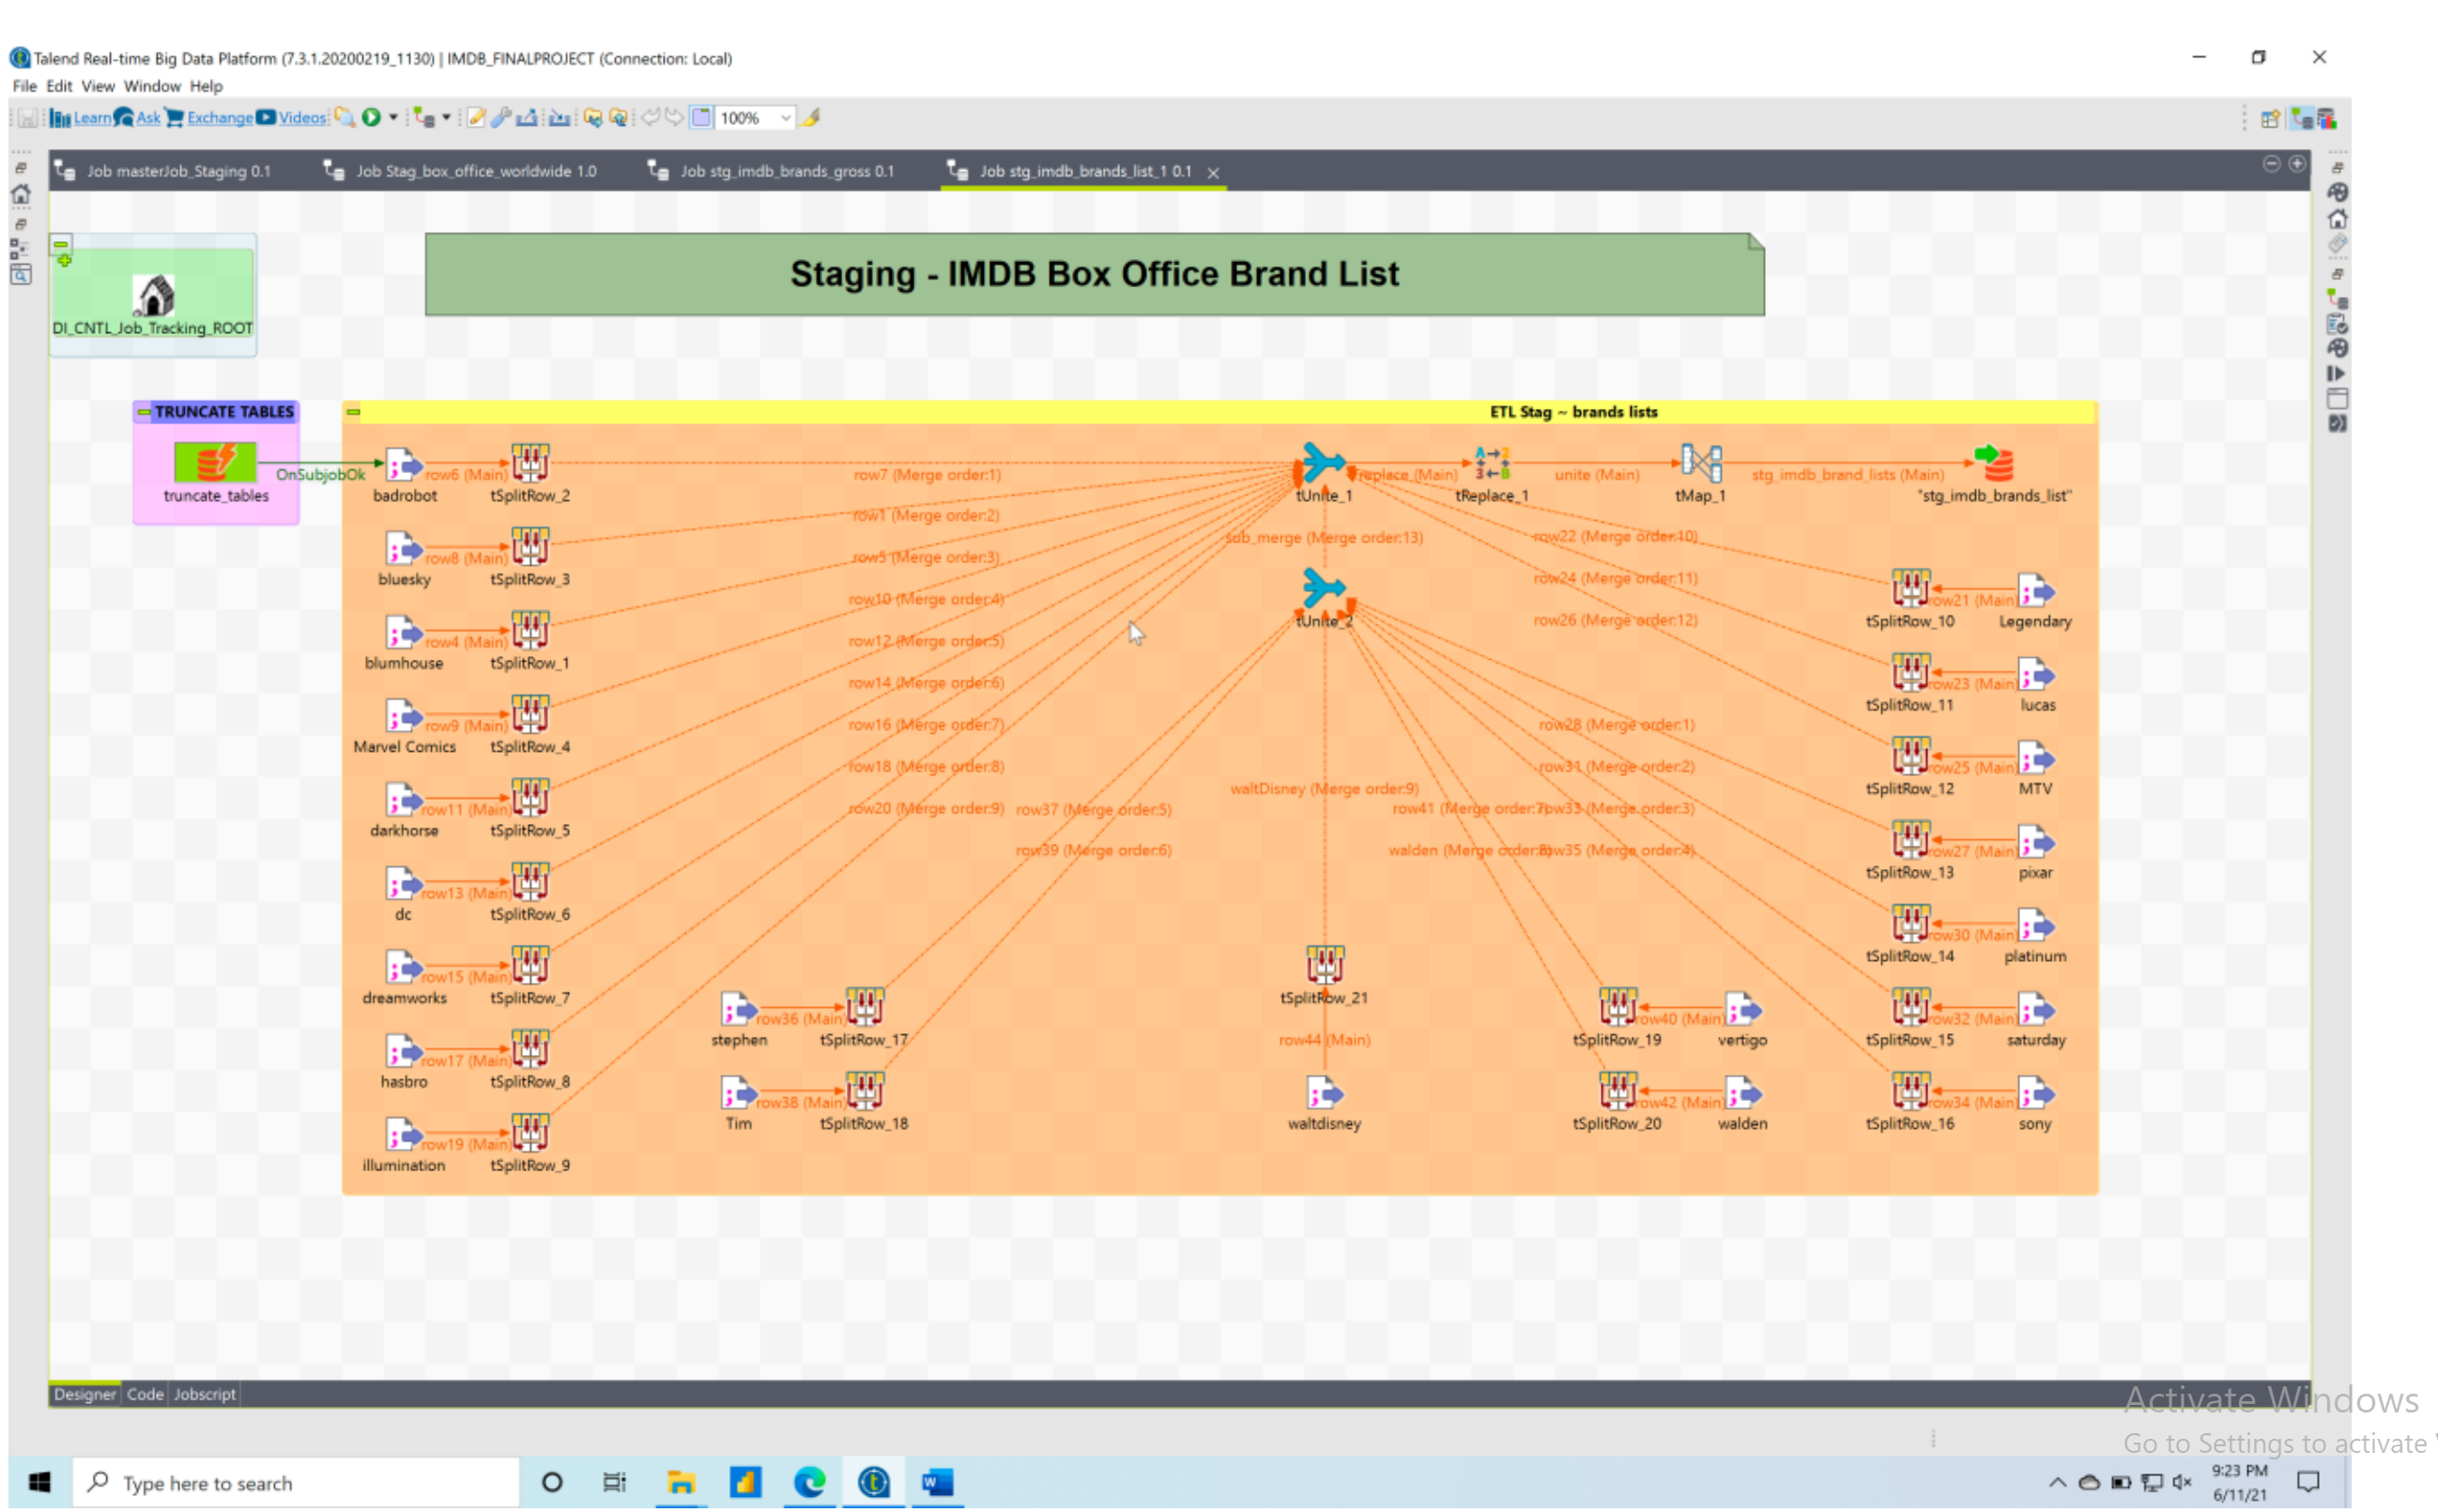 Talend Real-time Big Data Platform (7.3.1.20200219_1130) | IMDB_FINALPROJECT (Connection: Local)
File Edit View Window Help
Learn Ask Exchange Videos 100%
Job masterJob_Staging 0.1 Job Stag_box_office_worldwide 1.0 Job stg_imdb_brands_gross 0.1 Job stg_imdb_brands_list_1 0.1
Staging - IMDB Box Office Brand List
DI_CNTL_Job_Tracking_ROOT
TRUNCATE TABLES
ETL Stag ~ brands lists
OnSubjobOk row6 (Main) row7 (Merge order:1) replace (Main) unite (Main) stg_imdb_brand_lists (Main)
truncate_tables badrobot tSplitRow_2 tUnite_1 tReplace_1 tMap_1 "stg_imdb_brands_list"
row1 (Merge order:2)
sub_merge (Merge order:13) row22 (Merge order:10)
row8 (Main) row5 (Merge order:3)
bluesky tSplitRow_3 row24 (Merge order:11)
row10 (Merge order:4) row21 (Main)
tUnite_2 row26 (Merge order:12) tSplitRow_10 Legendary
row4 (Main) row12 (Merge order:5)
blumhouse tSplitRow_1
row14 (Merge order:6) row23 (Main)
tSplitRow_11 lucas
row9 (Main) row16 (Merge order:7) row28 (Merge order:1)
Marvel Comics tSplitRow_4
row18 (Merge order:8) row31 (Merge order:2) row25 (Main)
waltDisney (Merge order:9) tSplitRow_12 MTV
row11 (Main) row20 (Merge order:9) row37 (Merge order:5) row41 (Merge order:7) row33 (Merge order:3)
darkhorse tSplitRow_5
row39 (Merge order:6) walden (Merge order:8) row35 (Merge order:4) row27 (Main)
tSplitRow_13 pixar
row13 (Main)
dc tSplitRow_6
row30 (Main)
tSplitRow_14 platinum
row15 (Main)
dreamworks tSplitRow_7 tSplitRow_21
row36 (Main) row40 (Main) row32 (Main)
stephen tSplitRow_17 row44 (Main) tSplitRow_19 vertigo tSplitRow_15 saturday
row17 (Main)
hasbro tSplitRow_8
row38 (Main) row42 (Main) row34 (Main)
Tim tSplitRow_18 waltdisney tSplitRow_20 walden tSplitRow_16 sony
row19 (Main)
illumination tSplitRow_9
Designer Code Jobscript
Activate Windows
Go to Settings to activate
Type here to search
9:23 PM
6/11/21